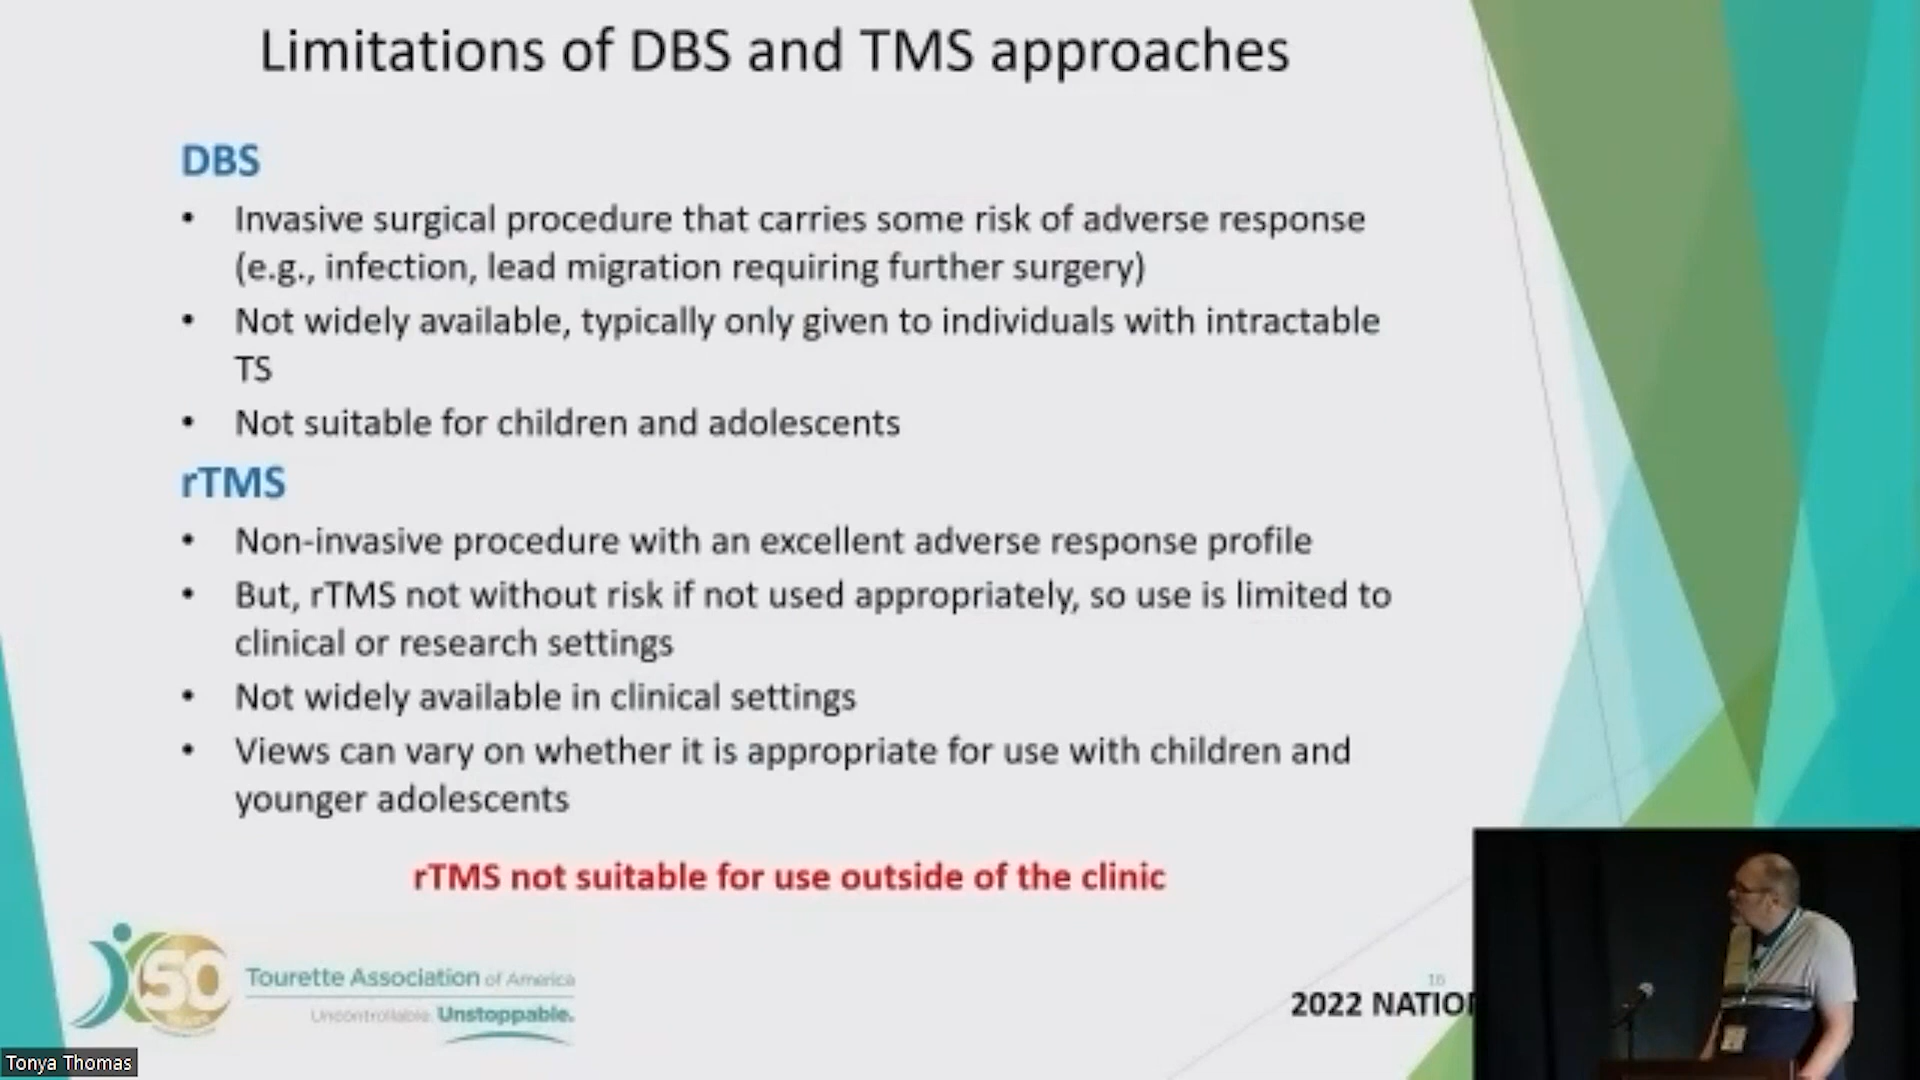 Limitations of DBS and TMS approaches
DBS
• Invasive surgical procedure that carries some risk of adverse response
(e.g., infection, lead migration requiring further surgery)
• Not widely available, typically only given to individuals with intractable
TS
• Not suitable for children and adolescents
rTMS
• Non-invasive procedure with an excellent adverse response profile
• But, rTMS not without risk if not used appropriately, so use is limited to
clinical or research settings
• Not widely available in clinical settings
• Views can vary on whether it is appropriate for use with children and
younger adolescents
rTMS not suitable for use outside of the clinic
50
Tourette Association of America
Uncontrollable. Unstoppable.
16
2022 NATIO
Tonya Thomas